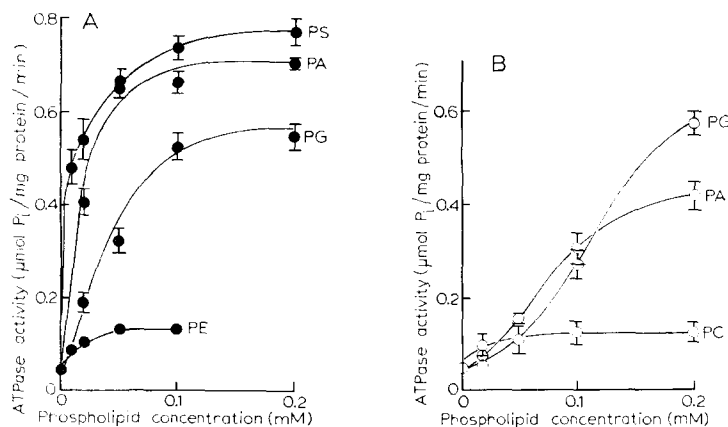 A
0.8
PS
PA
0.6
PG
0.4
0.2
PE
0
0
0.1
0.2
ATPase activity (μmol Pi/mg protein/min)
Phospholipid concentration (mM)
B
0.6
PG
PA
0.4
0.2
PC
0
0
0.1
0.2
ATPase activity (μmol Pi/mg protein/min)
Phospholipid concentration (mM)